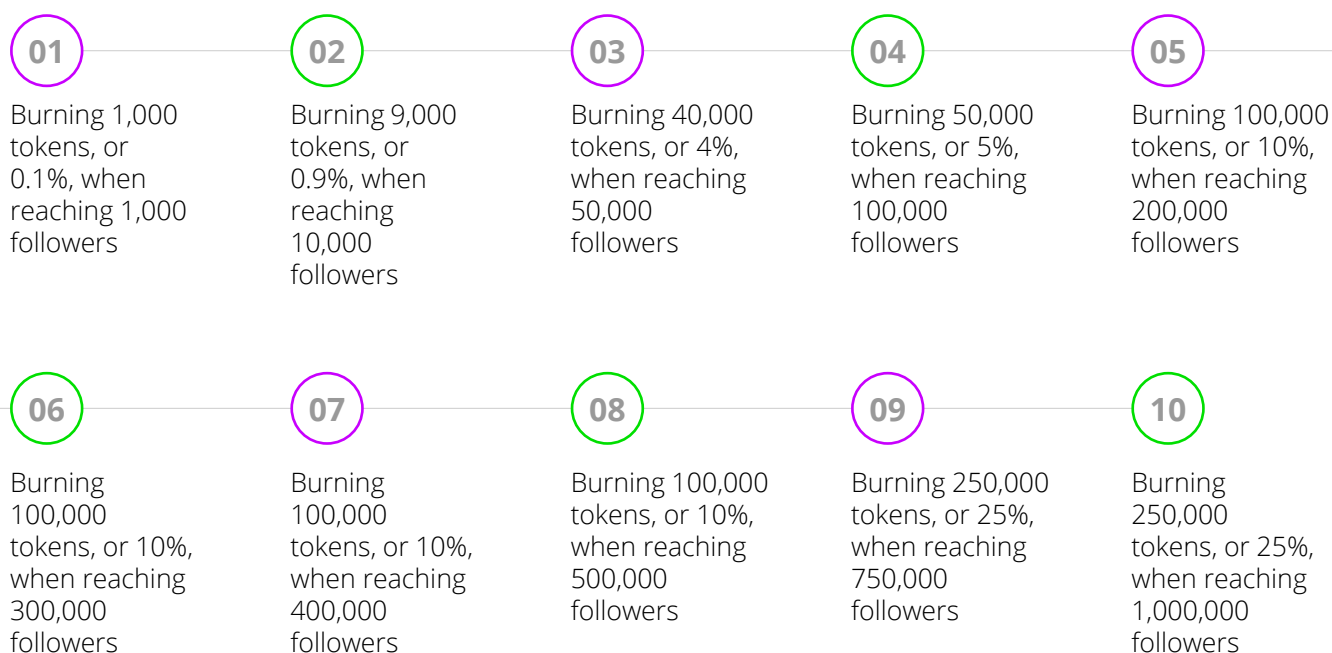 01
Burning 1,000
tokens, or
0.1%, when
reaching 1,000
followers
02
Burning 9,000
tokens, or
0.9%, when
reaching
10,000
followers
03
Burning 40,000
tokens, or 4%,
when reaching
50,000
followers
04
Burning 50,000
tokens, or 5%,
when reaching
100,000
followers
05
Burning 100,000
tokens, or 10%,
when reaching
200,000
followers
06
Burning
100,000
tokens, or 10%,
when reaching
300,000
followers
07
Burning
100,000
tokens, or 10%,
when reaching
400,000
followers
08
Burning 100,000
tokens, or 10%,
when reaching
500,000
followers
09
Burning 250,000
tokens, or 25%,
when reaching
750,000
followers
10
Burning
250,000
tokens, or 25%,
when reaching
1,000,000
followers